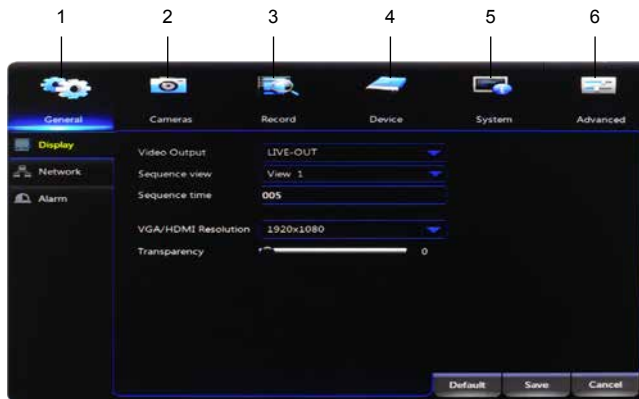 1 2 3 4 5 6
General Cameras Record Device System Advanced
Display
Network
Alarm
Video Output LIVE-OUT
Sequence view View 1
Sequence time 005
VGA/HDMI Resolution 1920x1080
Transparency 0
Default Save Cancel